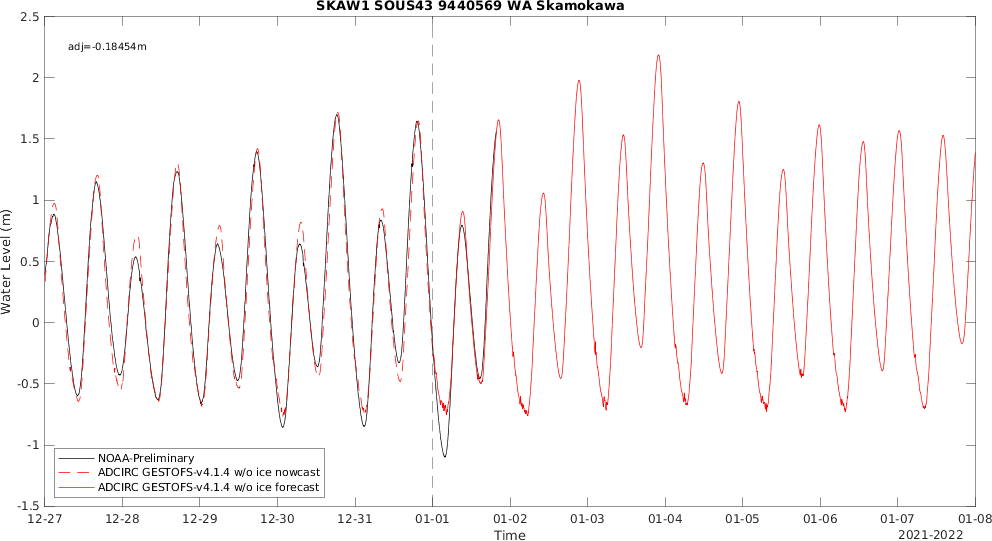 SKAW1 SOUS43 9440569 WA Skamokawa
adj=-0.18454m
2.5
2
1.5
1
0.5
0
-0.5
-1
-1.5
Water Level (m)
NOAA-Preliminary
ADCIRC GESTOFS-v4.1.4 w/o ice nowcast
ADCIRC GESTOFS-v4.1.4 w/o ice forecast
12-27 12-28 12-29 12-30 12-31 01-01 01-02 01-03 01-04 01-05 01-06 01-07 01-08
Time
2021-2022